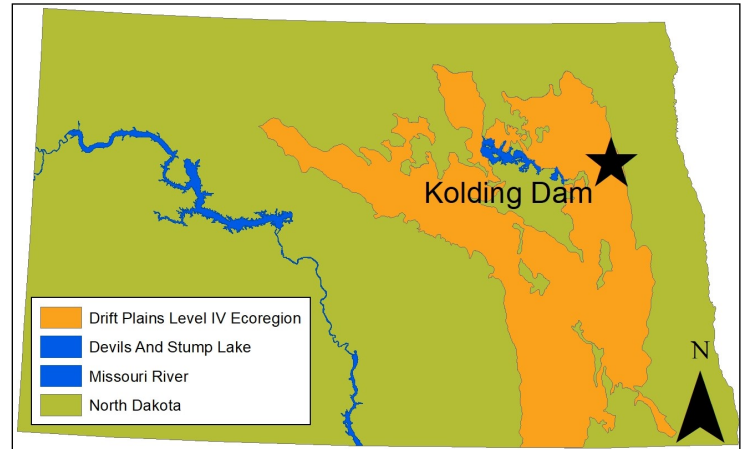 Kolding Dam
Drift Plains Level IV Ecoregion
Devils And Stump Lake
Missouri River
North Dakota
N